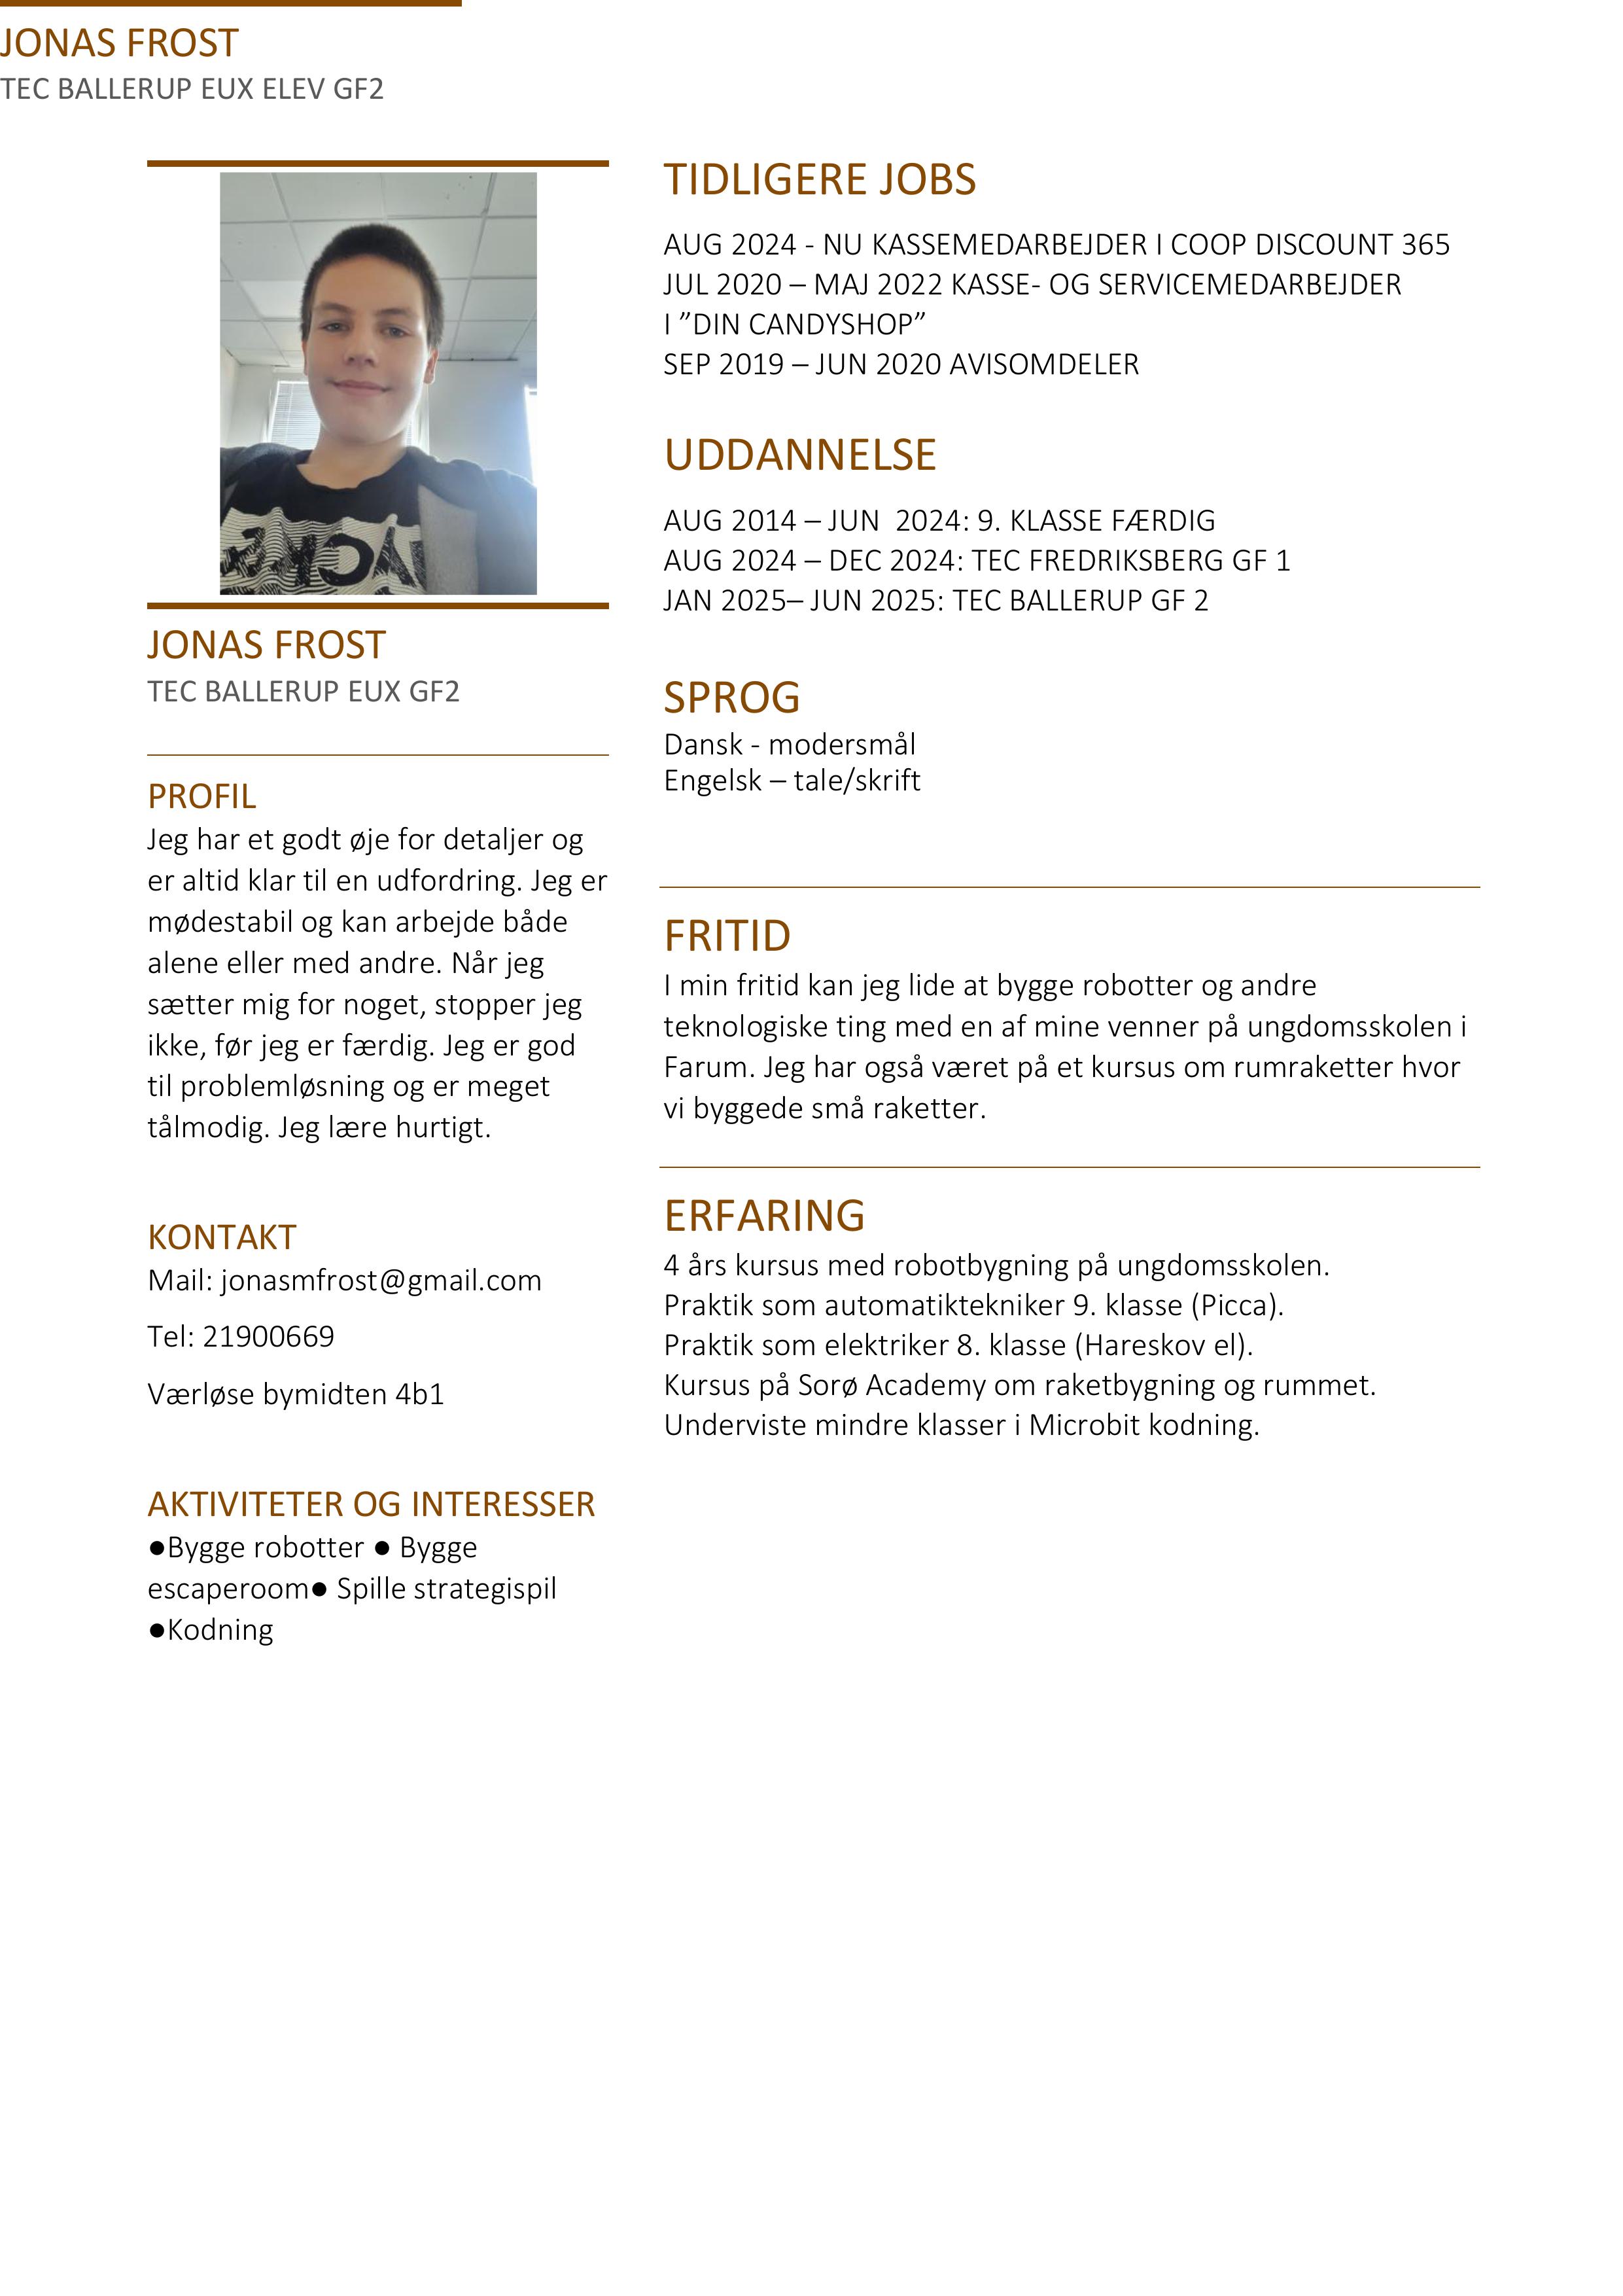 JONAS FROST
TEC BALLERUP EUX ELEV GF2
JONAS FROST
TEC BALLERUP EUX GF2
PROFIL
Jeg har et godt øje for detaljer og
er altid klar til en udfordring. Jeg er
mødestabil og kan arbejde både
alene eller med andre. Når jeg
sætter mig for noget, stopper jeg
ikke, før jeg er færdig. Jeg er god
til problemløsning og er meget
tålmodig. Jeg lære hurtigt.
KONTAKT
Mail: jonasmfrost@gmail.com
Tel: 21900669
Værløse bymidten 4b1
AKTIVITETER OG INTERESSER
●Bygge robotter ● Bygge
escaperoom● Spille strategispil
●Kodning
TIDLIGERE JOBS
AUG 2024 - NU KASSEMEDARBEJDER I COOP DISCOUNT 365
JUL 2020 – MAJ 2022 KASSE- OG SERVICEMEDARBEJDER
I ”DIN CANDYSHOP”
SEP 2019 – JUN 2020 AVISOMDELER
UDDANNELSE
AUG 2014 – JUN  2024: 9. KLASSE FÆRDIG
AUG 2024 – DEC 2024: TEC FREDRIKSBERG GF 1
JAN 2025– JUN 2025: TEC BALLERUP GF 2
SPROG
Dansk - modersmål
Engelsk – tale/skrift
FRITID
I min fritid kan jeg lide at bygge robotter og andre
teknologiske ting med en af mine venner på ungdomsskolen i
Farum. Jeg har også været på et kursus om rumraketter hvor
vi byggede små raketter.
ERFARING
4 års kursus med robotbygning på ungdomsskolen.
Praktik som automatiktekniker 9. klasse (Picca).
Praktik som elektriker 8. klasse (Hareskov el).
Kursus på Sorø Academy om raketbygning og rummet.
Underviste mindre klasser i Microbit kodning.